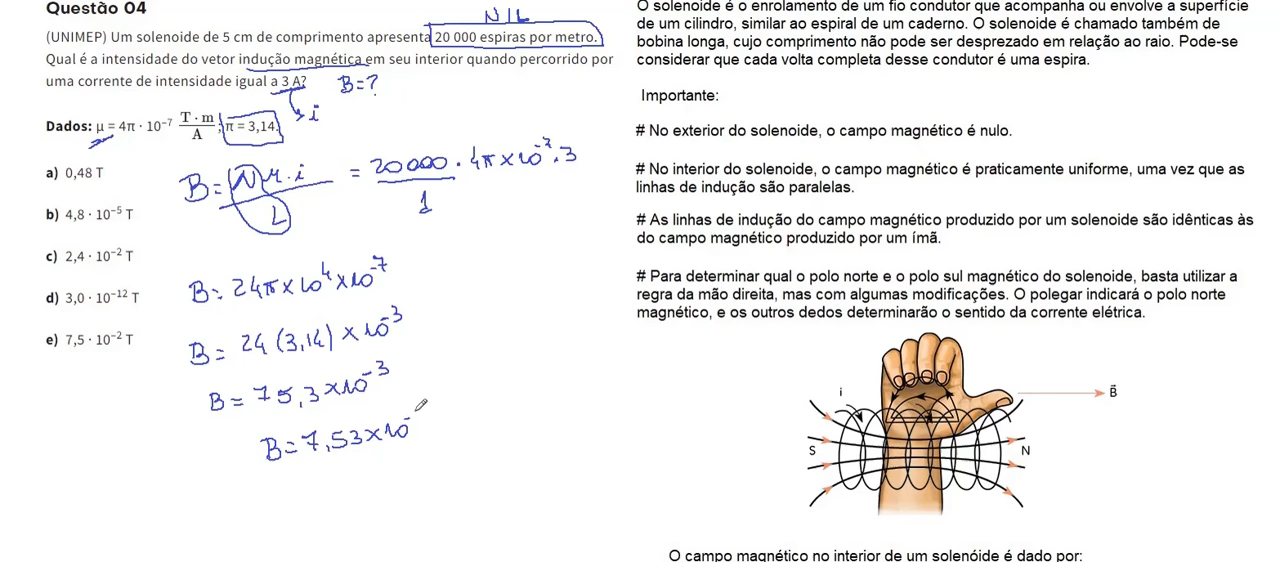 Questão 04
N/L
(UNIMEP) Um solenoide de 5 cm de comprimento apresenta 20 000 espiras por metro.
Qual é a intensidade do vetor indução magnética em seu interior quando percorrido por
uma corrente de intensidade igual a 3 A?
B=?
i
Dados: μ = 4π · 10⁻⁷ T · m / A ; π = 3,14.
a) 0,48 T
b) 4,8 · 10⁻⁵ T
c) 2,4 · 10⁻² T
d) 3,0 · 10⁻¹² T
e) 7,5 · 10⁻² T
B = N μ · i / L = 20000 / 1 · 4π x 10⁻⁷ . 3
B = 24π x 10⁴ x 10⁻⁷
B = 24 (3,14) x 10⁻³
B = 75,3 x 10⁻³
B = 7,53 x 10⁻
O solenoide é o enrolamento de um fio condutor que acompanha ou envolve a superfície
de um cilindro, similar ao espiral de um caderno. O solenoide é chamado também de
bobina longa, cujo comprimento não pode ser desprezado em relação ao raio. Pode-se
considerar que cada volta completa desse condutor é uma espira.
Importante:
# No exterior do solenoide, o campo magnético é nulo.
# No interior do solenoide, o campo magnético é praticamente uniforme, uma vez que as
linhas de indução são paralelas.
# As linhas de indução do campo magnético produzido por um solenoide são idênticas às
do campo magnético produzido por um ímã.
# Para determinar qual o polo norte e o polo sul magnético do solenoide, basta utilizar a
regra da mão direita, mas com algumas modificações. O polegar indicará o polo norte
magnético, e os outros dedos determinarão o sentido da corrente elétrica.
i
B⃗
S
N
O campo magnético no interior de um solenóide é dado por: